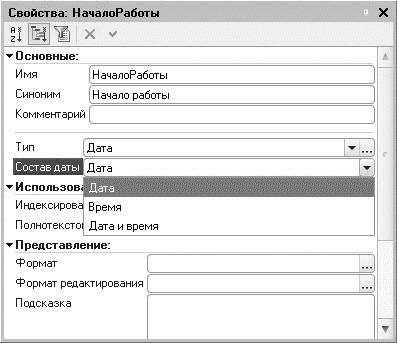 Свойства: НачалоРаботы
Основные:
Имя НачалоРаботы
Синоним Начало работы
Комментарий
Тип Дата
Состав даты Дата
Дата
Использова
Индексирова Время
Полнотексто Дата и время
Представление:
Формат
Формат редактирования
Подсказка